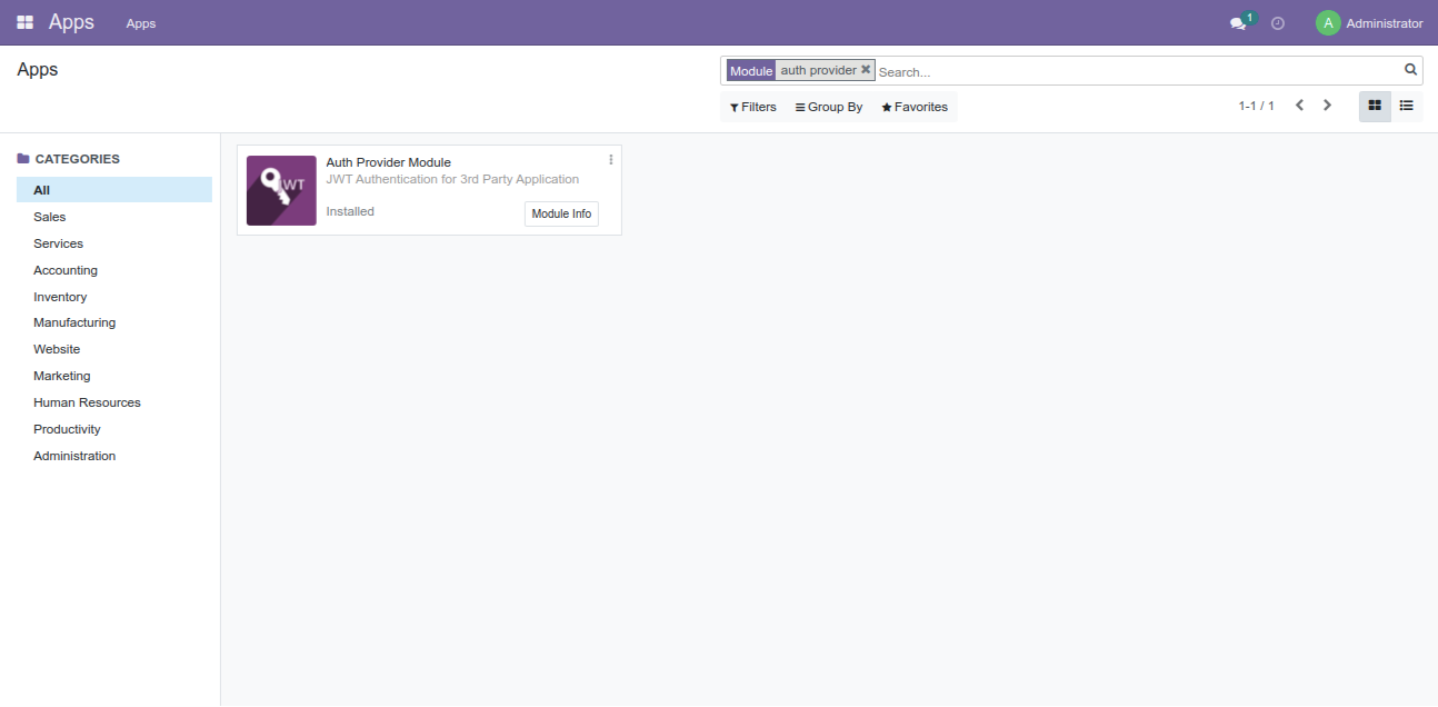 Apps Apps 1 A Administrator
Apps
Module auth provider Search...
Filters Group By Favorites 1-1 / 1
CATEGORIES
All
Sales
Services
Accounting
Inventory
Manufacturing
Website
Marketing
Human Resources
Productivity
Administration
JWT
Auth Provider Module
JWT Authentication for 3rd Party Application
Installed Module Info